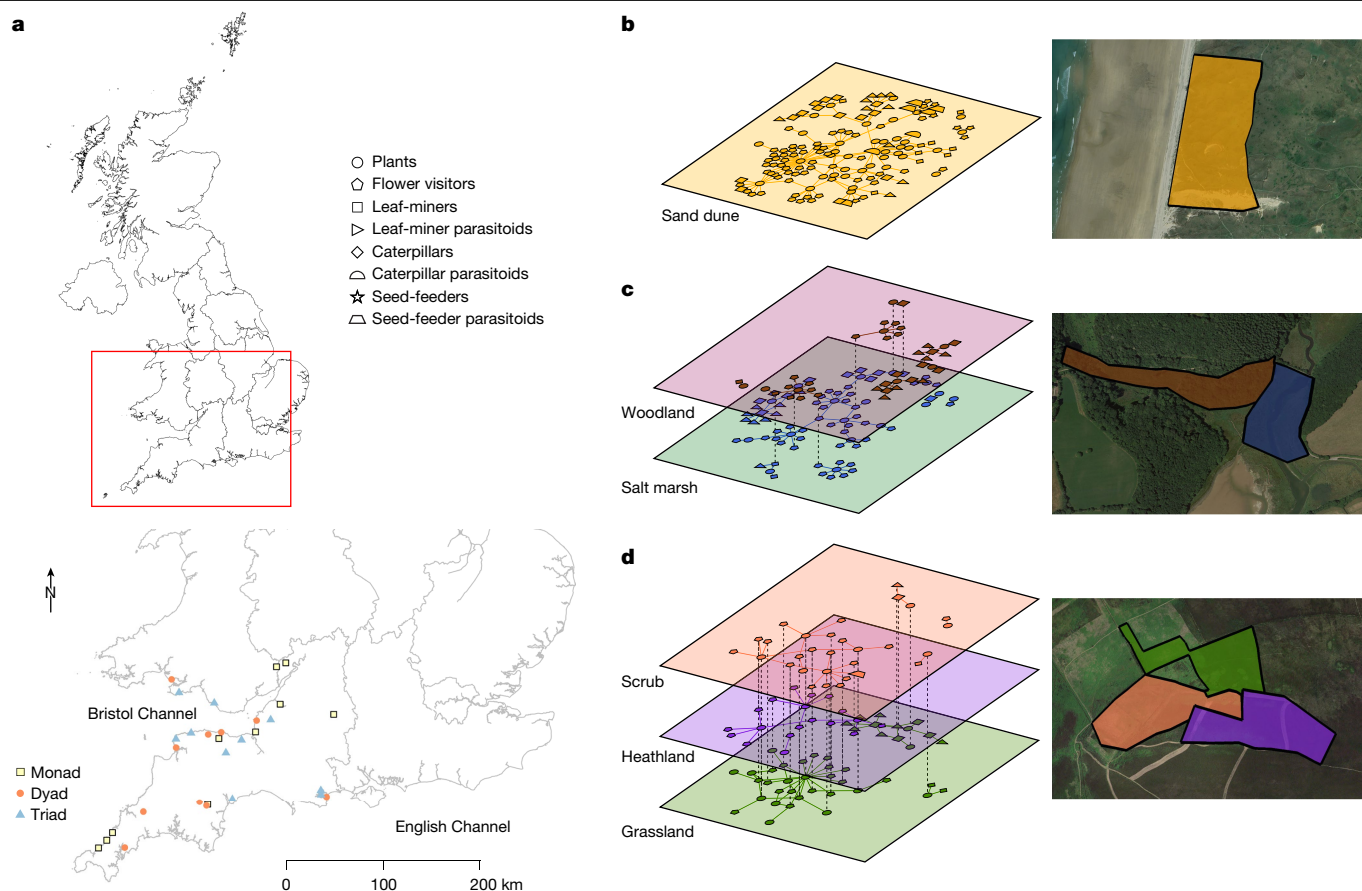 a
Plants
Flower visitors
Leaf-miners
Leaf-miner parasitoids
Caterpillars
Caterpillar parasitoids
Seed-feeders
Seed-feeder parasitoids
N
Bristol Channel
Monad
Dyad
Triad
English Channel
0 100 200 km
b
Sand dune
c
Woodland
Salt marsh
d
Scrub
Heathland
Grassland